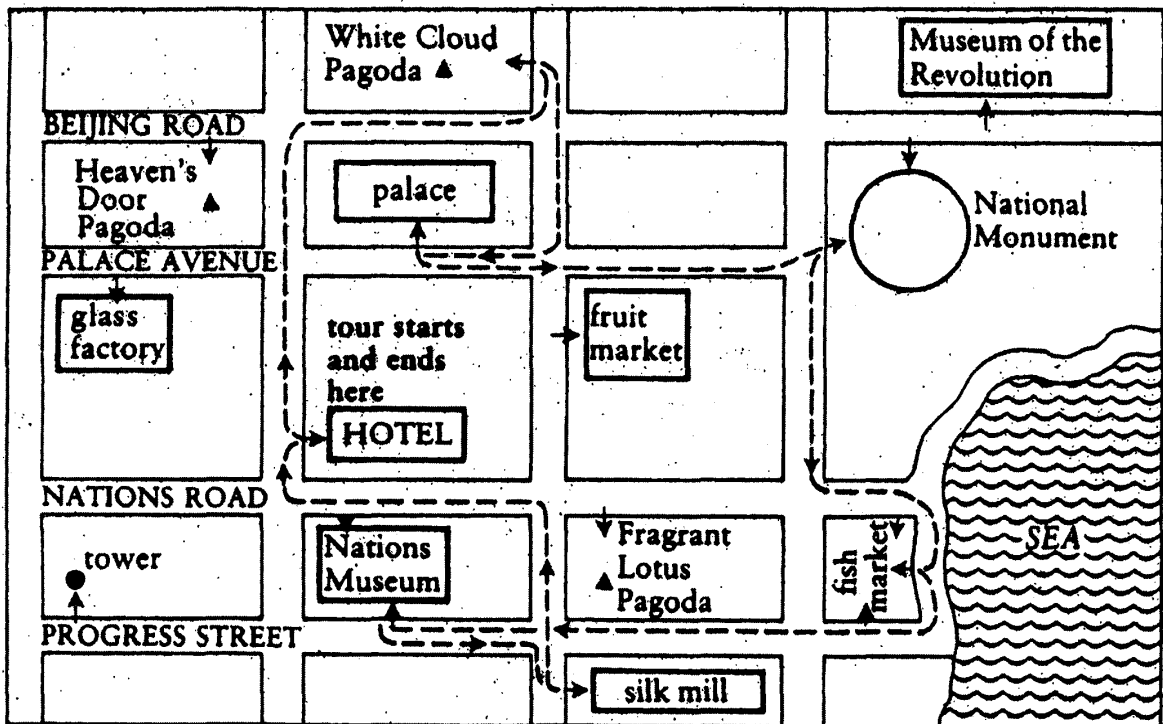 White Cloud
Pagoda
Museum of the
Revolution
BEIJING ROAD
Heaven's
Door
Pagoda
palace
National
Monument
PALACE AVENUE
glass
factory
tour starts
and ends
here
HOTEL
fruit
market
NATIONS ROAD
tower
Nations
Museum
Fragrant
Lotus
Pagoda
fish
market
SEA
PROGRESS STREET
silk mill